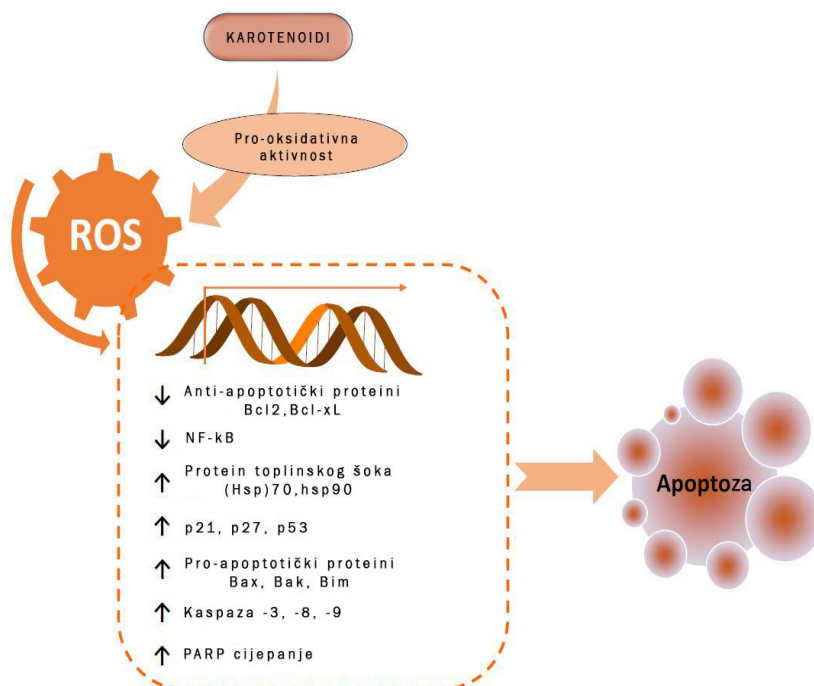 KAROTENOIDI
Pro-oksidativna
aktivnost
ROS
↓ Anti-apoptotički proteini
Bcl2,Bcl-xL
↓ NF-kB
↑ Protein toplinskog šoka
(Hsp)70,hsp90
↑ p21, p27, p53
↑ Pro-apoptotički proteini
Bax, Bak, Bim
↑ Kaspaza -3, -8, -9
↑ PARP cijepanje
Apoptoza